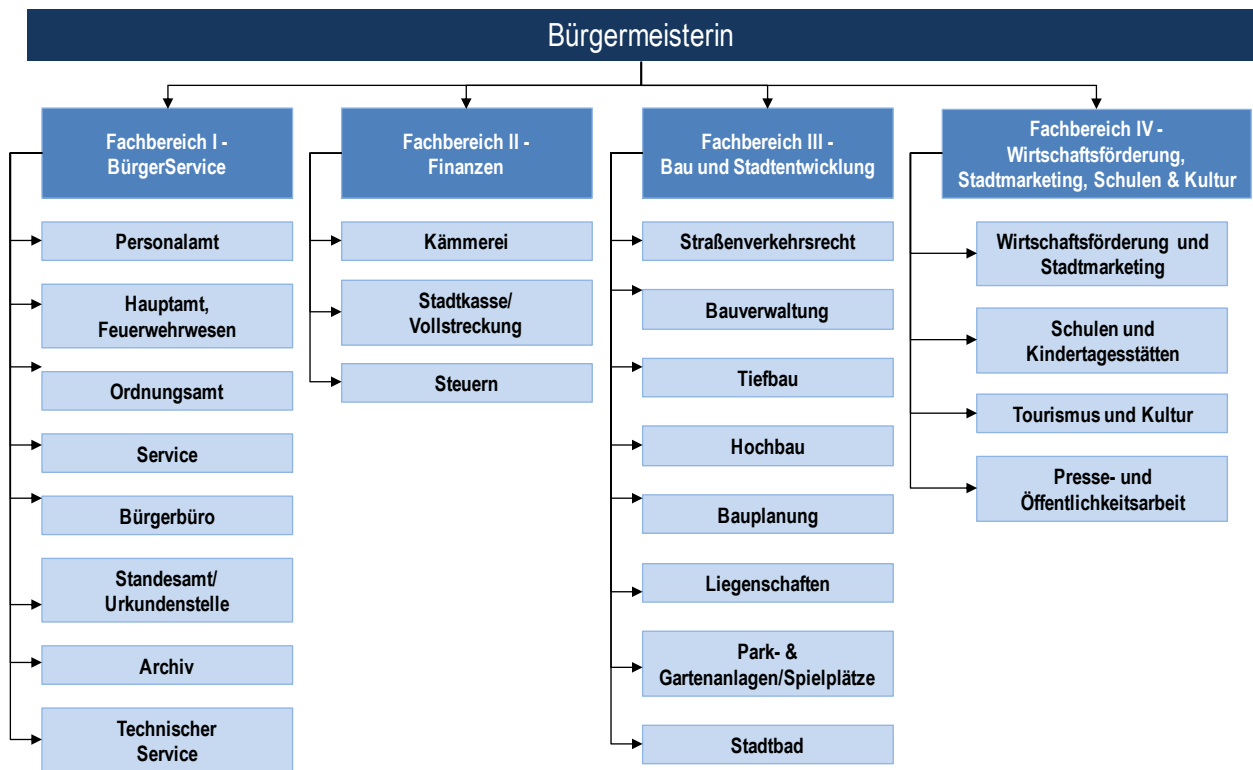 Bürgermeisterin
Fachbereich I -
BürgerService
Personalamt
Hauptamt,
Feuerwehrwesen
Ordnungsamt
Service
Bürgerbüro
Standesamt/
Urkundenstelle
Archiv
Technischer
Service
Fachbereich II -
Finanzen
Kämmerei
Stadtkasse/
Vollstreckung
Steuern
Fachbereich III -
Bau und Stadtentwicklung
Straßenverkehrsrecht
Bauverwaltung
Tiefbau
Hochbau
Bauplanung
Liegenschaften
Park- &
Gartenanlagen/Spielplätze
Stadtbad
Fachbereich IV -
Wirtschaftsförderung,
Stadtmarketing, Schulen & Kultur
Wirtschaftsförderung und
Stadtmarketing
Schulen und
Kindertagesstätten
Tourismus und Kultur
Presse- und
Öffentlichkeitsarbeit